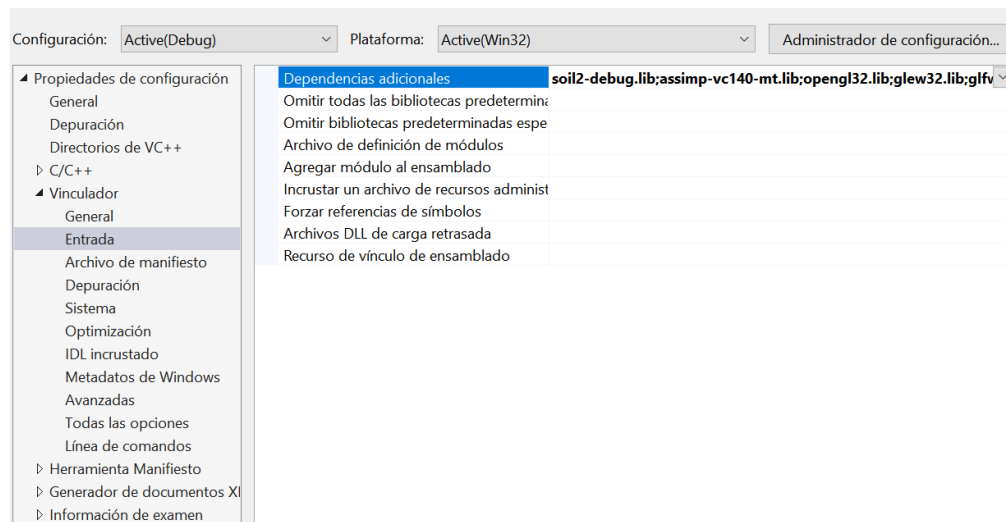 Configuración: Active(Debug) Plataforma: Active(Win32) Administrador de configuración...
Propiedades de configuración
General
Depuración
Directorios de VC++
C/C++
Vinculador
General
Entrada
Archivo de manifiesto
Depuración
Sistema
Optimización
IDL incrustado
Metadatos de Windows
Avanzadas
Todas las opciones
Línea de comandos
Herramienta Manifiesto
Generador de documentos XI
Información de examen
Dependencias adicionales soil2-debug.lib;assimp-vc140-mt.lib;opengl32.lib;glew32.lib;glfw
Omitir todas las bibliotecas predetermina
Omitir bibliotecas predeterminadas espe
Archivo de definición de módulos
Agregar módulo al ensamblado
Incrustar un archivo de recursos administ
Forzar referencias de símbolos
Archivos DLL de carga retrasada
Recurso de vínculo de ensamblado